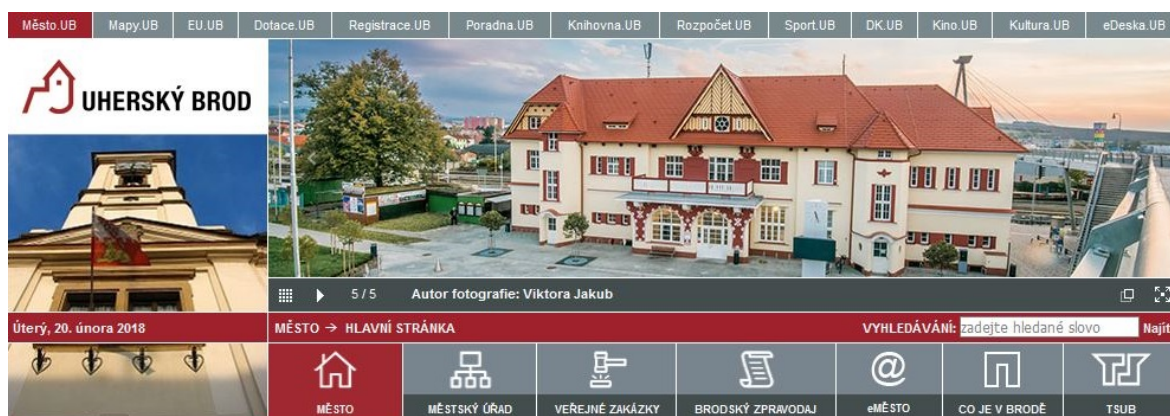 Město.UB Mapy.UB EU.UB Dotace.UB Registrace.UB Poradna.UB Knihovna.UB Rozpočet.UB Sport.UB DK.UB Kino.UB Kultura.UB eDeska.UB
UHERSKÝ BROD
5 / 5 Autor fotografie: Viktora Jakub
Úterý, 20. února 2018 MĚSTO → HLAVNÍ STRÁNKA VYHLEDÁVÁNÍ: zadejte hledané slovo Najít
MĚSTO MĚSTSKÝ ÚŘAD VEŘEJNÉ ZAKÁZKY BRODSKÝ ZPRAVODAJ eMĚSTO CO JE V BRODĚ TSUB